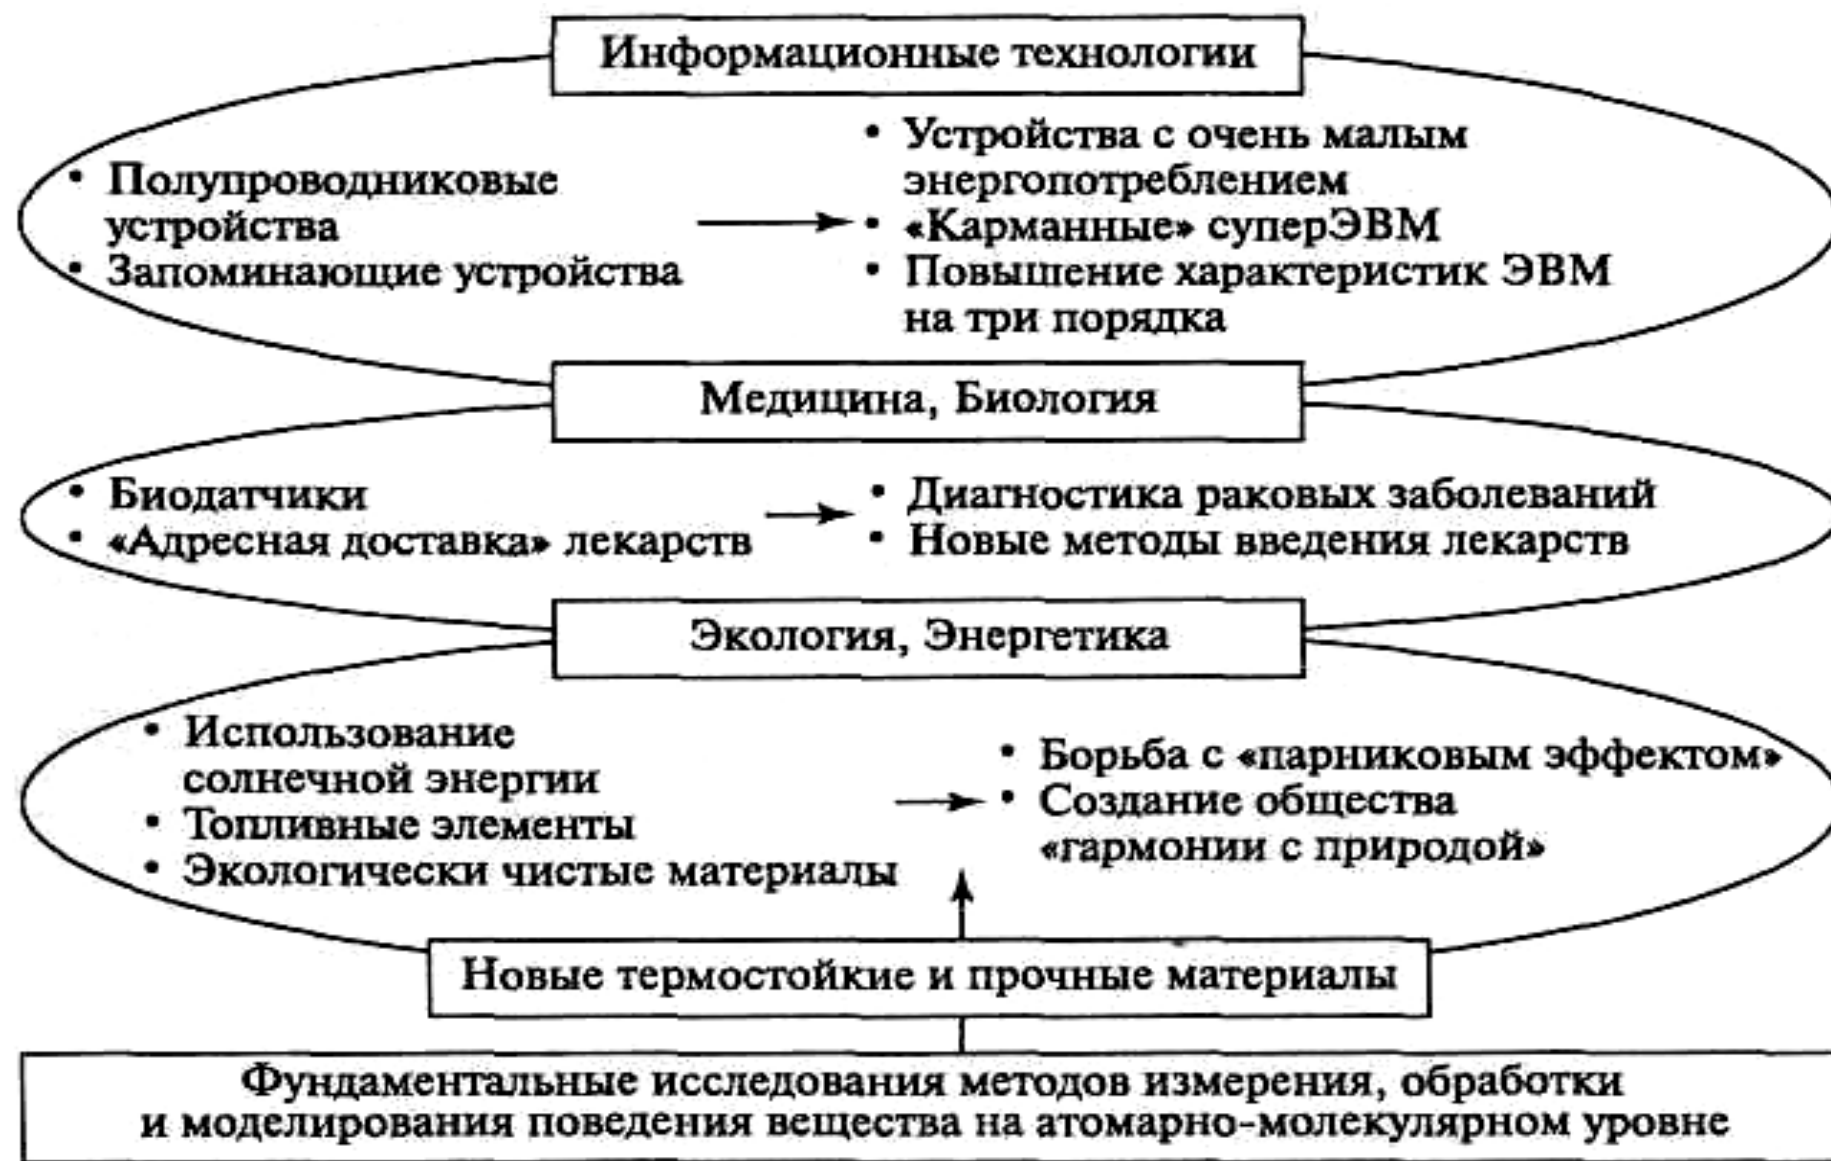 Информационные технологии
• Полупроводниковые
устройства
• Запоминающие устройства
• Устройства с очень малым
энергопотреблением
• «Карманные» суперЭВМ
• Повышение характеристик ЭВМ
на три порядка
Медицина, Биология
• Биодатчики
• «Адресная доставка» лекарств
• Диагностика раковых заболеваний
• Новые методы введения лекарств
Экология, Энергетика
• Использование
солнечной энергии
• Топливные элементы
• Экологически чистые материалы
• Борьба с «парниковым эффектом»
• Создание общества
«гармонии с природой»
Новые термостойкие и прочные материалы
Фундаментальные исследования методов измерения, обработки
и моделирования поведения вещества на атомарно-молекулярном уровне